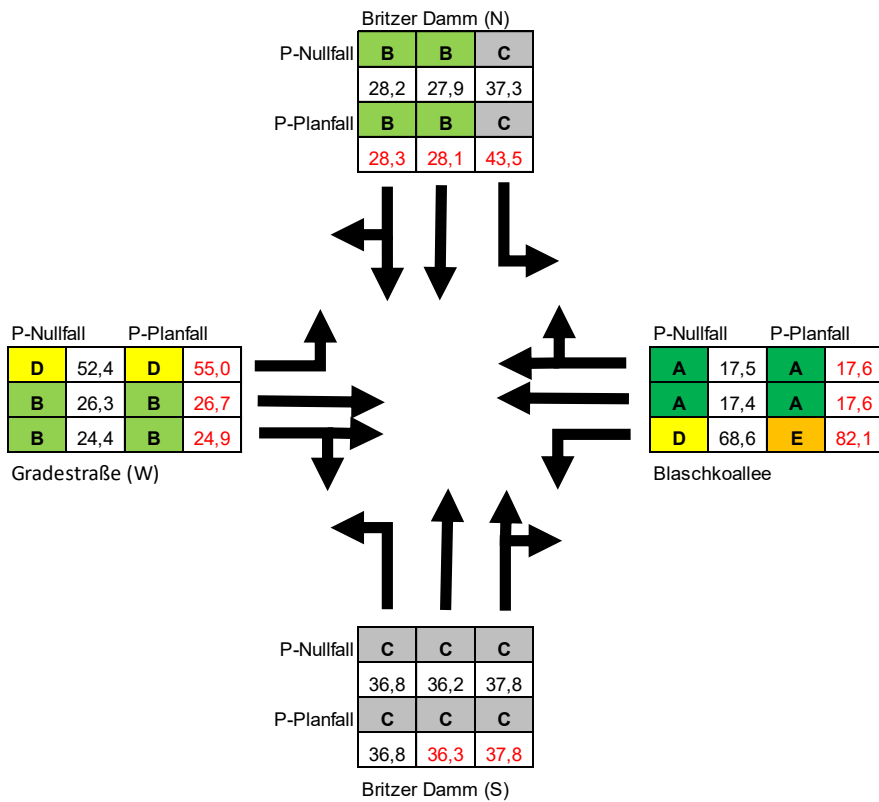 Britzer Damm (N)
P-Nullfall B B C
28,2 27,9 37,3
P-Planfall B B C
28,3 28,1 43,5
P-Nullfall P-Planfall
D 52,4 D 55,0
B 26,3 B 26,7
B 24,4 B 24,9
Gradestraße (W)
P-Nullfall P-Planfall
A 17,5 A 17,6
A 17,4 A 17,6
D 68,6 E 82,1
Blaschkoallee
P-Nullfall C C C
36,8 36,2 37,8
P-Planfall C C C
36,8 36,3 37,8
Britzer Damm (S)